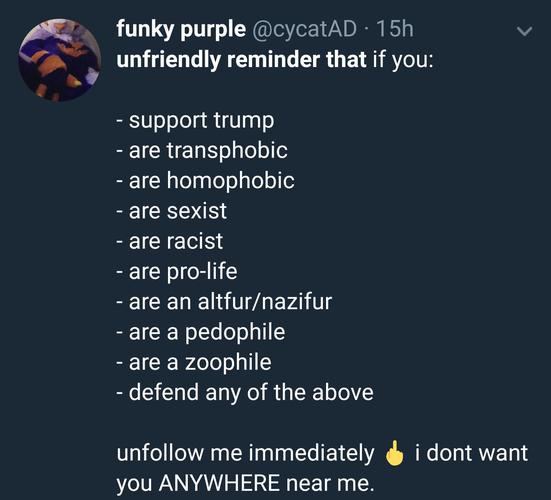 funky purple @cycatAD · 15h
unfriendly reminder that if you:
- support trump
- are transphobic
- are homophobic
- are sexist
- are racist
- are pro-life
- are an altfur/nazifur
- are a pedophile
- are a zoophile
- defend any of the above
unfollow me immediately 🖕 i dont want
you ANYWHERE near me.